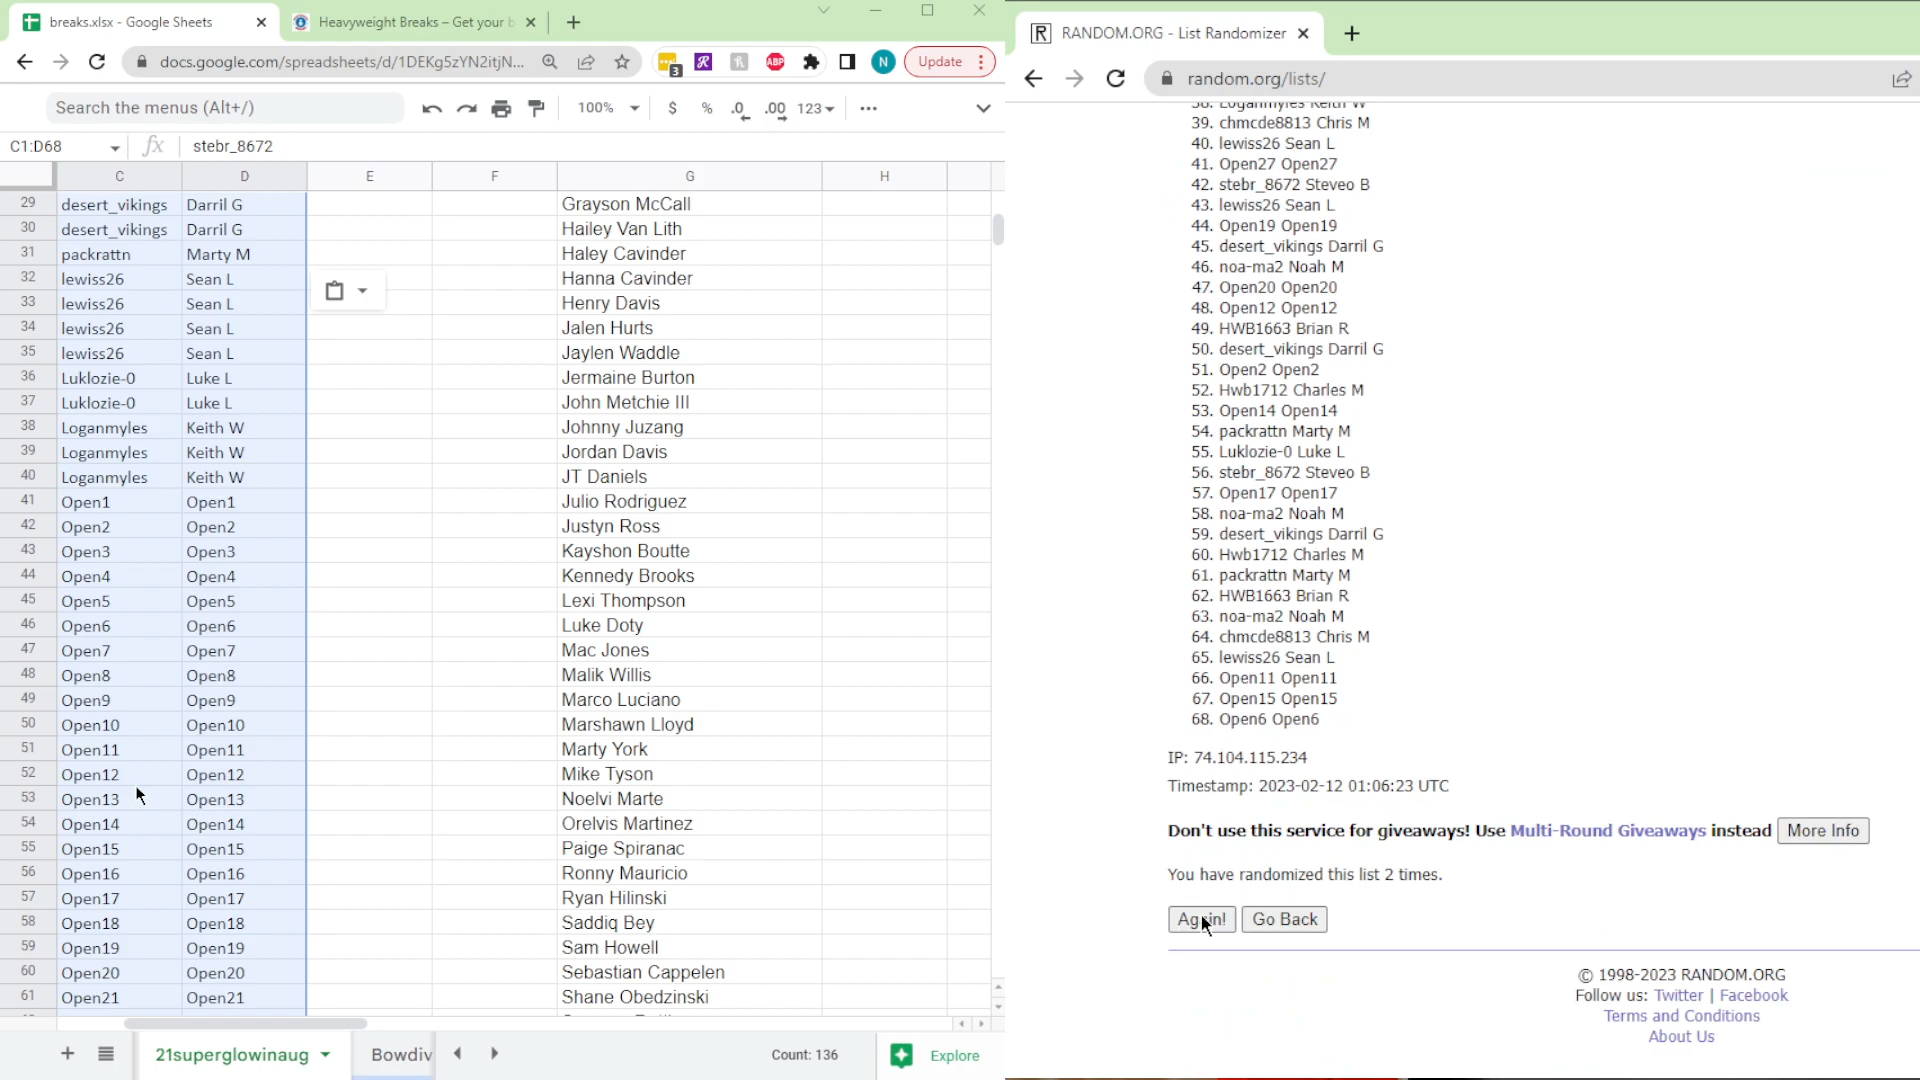 breaks.xlsx - Google Sheets
Heavyweight Breaks – Get your b
RANDOM.ORG - List Randomizer
docs.google.com/spreadsheets/d/1DEKg5zYN2itjN...
3
ABP
N
Update
random.org/lists/
Search the menus (Alt+/)
100%
$ % .0 .00 123
C1:D68
fx stebr_8672
C D E F G H
29 desert_vikings Darril G Grayson McCall
30 desert_vikings Darril G Hailey Van Lith
31 packrattn Marty M Haley Cavinder
32 lewiss26 Sean L Hanna Cavinder
33 lewiss26 Sean L Henry Davis
34 lewiss26 Sean L Jalen Hurts
35 lewiss26 Sean L Jaylen Waddle
36 Luklozie-0 Luke L Jermaine Burton
37 Luklozie-0 Luke L John Metchie III
38 Loganmyles Keith W Johnny Juzang
39 Loganmyles Keith W Jordan Davis
40 Loganmyles Keith W JT Daniels
41 Open1 Open1 Julio Rodriguez
42 Open2 Open2 Justyn Ross
43 Open3 Open3 Kayshon Boutte
44 Open4 Open4 Kennedy Brooks
45 Open5 Open5 Lexi Thompson
46 Open6 Open6 Luke Doty
47 Open7 Open7 Mac Jones
48 Open8 Open8 Malik Willis
49 Open9 Open9 Marco Luciano
50 Open10 Open10 Marshawn Lloyd
51 Open11 Open11 Marty York
52 Open12 Open12 Mike Tyson
53 Open13 Open13 Noelvi Marte
54 Open14 Open14 Orelvis Martinez
55 Open15 Open15 Paige Spiranac
56 Open16 Open16 Ronny Mauricio
57 Open17 Open17 Ryan Hilinski
58 Open18 Open18 Saddiq Bey
59 Open19 Open19 Sam Howell
60 Open20 Open20 Sebastian Cappelen
61 Open21 Open21 Shane Obedzinski
21superglowinaug
Bowdiv
Count: 136
Explore
38. Loganmyles Keith W
39. chmcde8813 Chris M
40. lewiss26 Sean L
41. Open27 Open27
42. stebr_8672 Steveo B
43. lewiss26 Sean L
44. Open19 Open19
45. desert_vikings Darril G
46. noa-ma2 Noah M
47. Open20 Open20
48. Open12 Open12
49. HWB1663 Brian R
50. desert_vikings Darril G
51. Open2 Open2
52. Hwb1712 Charles M
53. Open14 Open14
54. packrattn Marty M
55. Luklozie-0 Luke L
56. stebr_8672 Steveo B
57. Open17 Open17
58. noa-ma2 Noah M
59. desert_vikings Darril G
60. Hwb1712 Charles M
61. packrattn Marty M
62. HWB1663 Brian R
63. noa-ma2 Noah M
64. chmcde8813 Chris M
65. lewiss26 Sean L
66. Open11 Open11
67. Open15 Open15
68. Open6 Open6
IP: 74.104.115.234
Timestamp: 2023-02-12 01:06:23 UTC
Don't use this service for giveaways! Use Multi-Round Giveaways instead More Info
You have randomized this list 2 times.
Again! Go Back
© 1998-2023 RANDOM.ORG
Follow us: Twitter | Facebook
Terms and Conditions
About Us